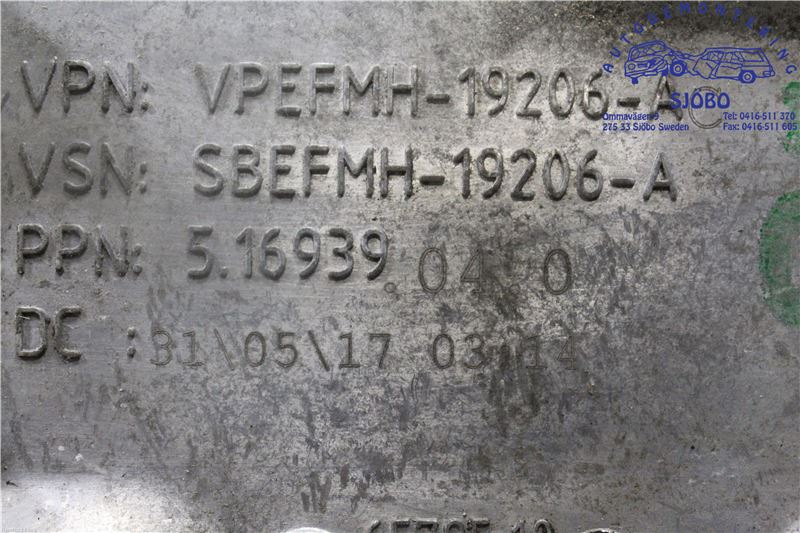 AUTODEMONTERING
SJÖBO
Ommavägen 9
275 33 Sjöbo Sweden
Tel: 0416-511 370
Fax: 0416-511 605
VPN: VPEFMH-19206-A
VSN: SBEFMH-19206-A
PPN: 5.16939.04.0
DC : 31\05\17 03 14